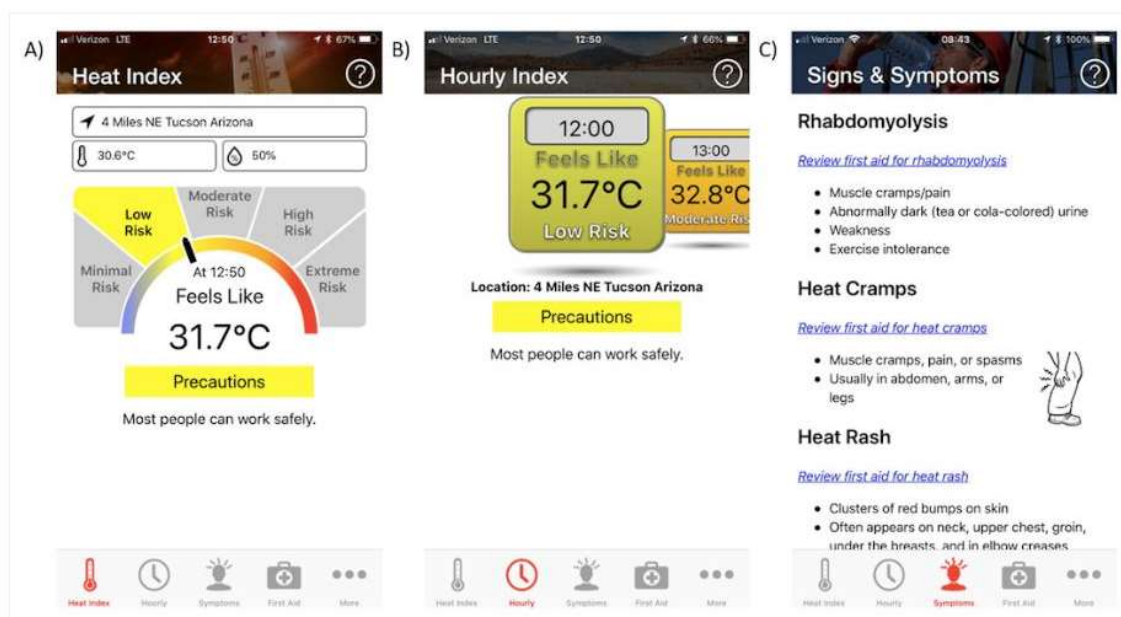 A)
Verizon LTE 12:50 67%
Heat Index
?
4 Miles NE Tucson Arizona
30.6°C
50%
Minimal
Risk
Low
Risk
Moderate
Risk
High
Risk
Extreme
Risk
At 12:50
Feels Like
31.7°C
Precautions
Most people can work safely.
Heat Index Hourly Symptoms First Aid More
B)
Verizon LTE 12:50 66%
Hourly Index
?
12:00
Feels Like
31.7°C
Low Risk
13:00
Feels Like
32.8°C
Moderate Ris
Location: 4 Miles NE Tucson Arizona
Precautions
Most people can work safely.
Heat Index Hourly Symptoms First Aid More
C)
Verizon 08:43 100%
Signs & Symptoms
?
Rhabdomyolysis
Review first aid for rhabdomyolysis
• Muscle cramps/pain
• Abnormally dark (tea or cola-colored) urine
• Weakness
• Exercise intolerance
Heat Cramps
Review first aid for heat cramps
• Muscle cramps, pain, or spasms
• Usually in abdomen, arms, or
legs
Heat Rash
Review first aid for heat rash
• Clusters of red bumps on skin
• Often appears on neck, upper chest, groin,
under the breasts, and in elbow creases
Heat Index Hourly Symptoms First Aid More